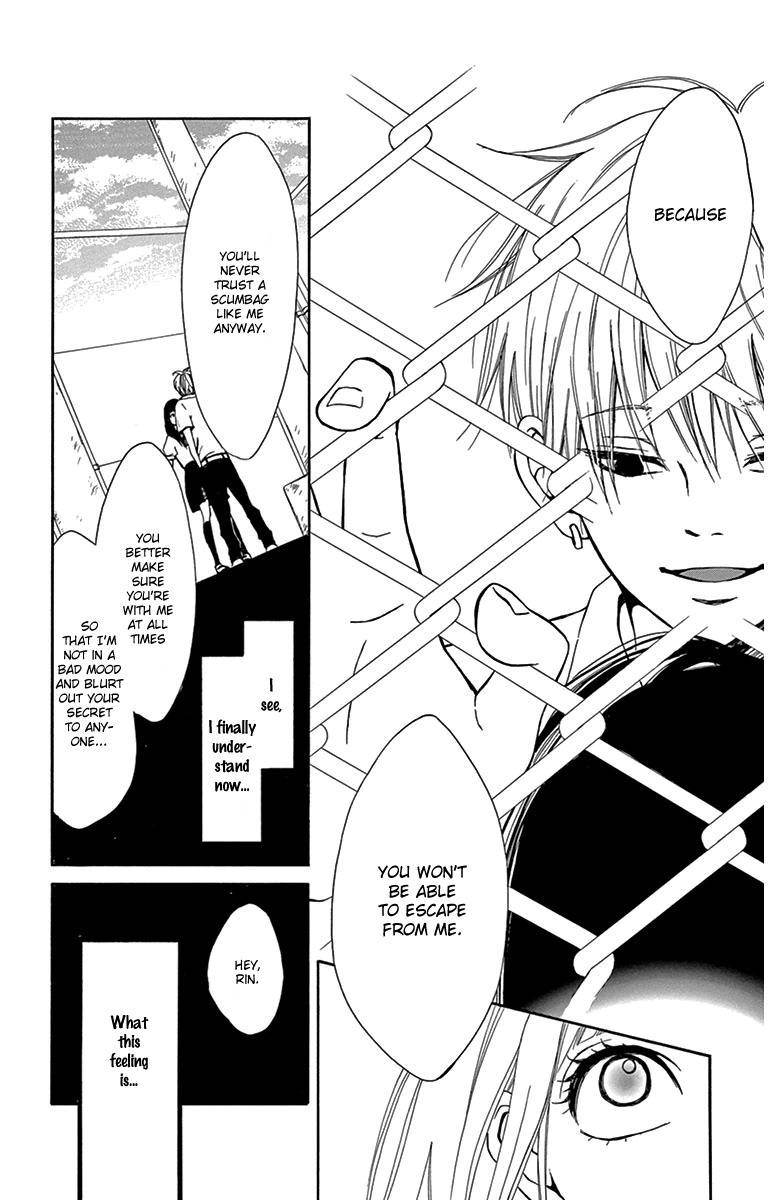 BECAUSE
YOU WON'T
BE ABLE
TO ESCAPE
FROM ME.
YOU'LL
NEVER
TRUST A
SCUMBAG
LIKE ME
ANYWAY.
YOU
BETTER
MAKE
SURE
YOU'RE
WITH ME
AT ALL
TIMES
SO
THAT I'M
NOT IN A
BAD MOOD
AND BLURT
OUT YOUR
SECRET
TO ANY-
ONE...
I
see,
I finally
under-
stand
now...
HEY,
RIN.
What
this
feeling
is...